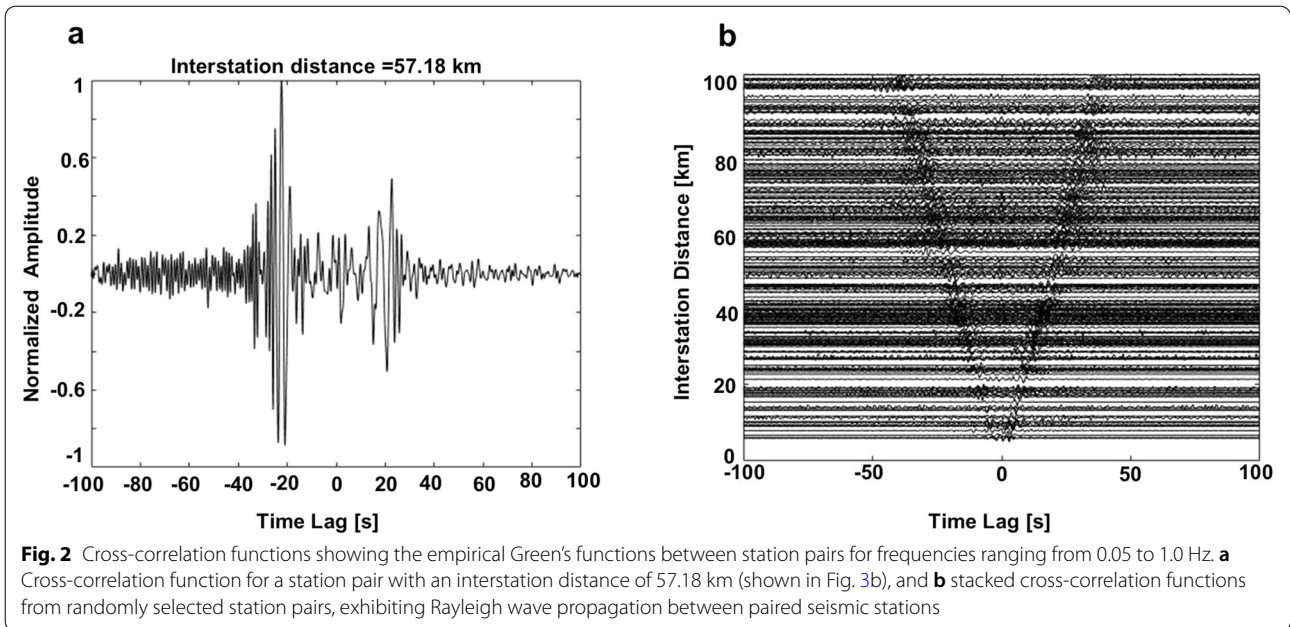 a
Interstation distance =57.18 km
1
0.6
0.2
-0.2
-0.6
-1
Normalized Amplitude
-100 -80 -60 -40 -20 0 20 40 60 80 100
Time Lag [s]
b
100
80
60
40
20
0
Interstation Distance [km]
-100 -50 0 50 100
Time Lag [s]
Fig. 2 Cross-correlation functions showing the empirical Green's functions between station pairs for frequencies ranging from 0.05 to 1.0 Hz. a
Cross-correlation function for a station pair with an interstation distance of 57.18 km (shown in Fig. 3b), and b stacked cross-correlation functions
from randomly selected station pairs, exhibiting Rayleigh wave propagation between paired seismic stations